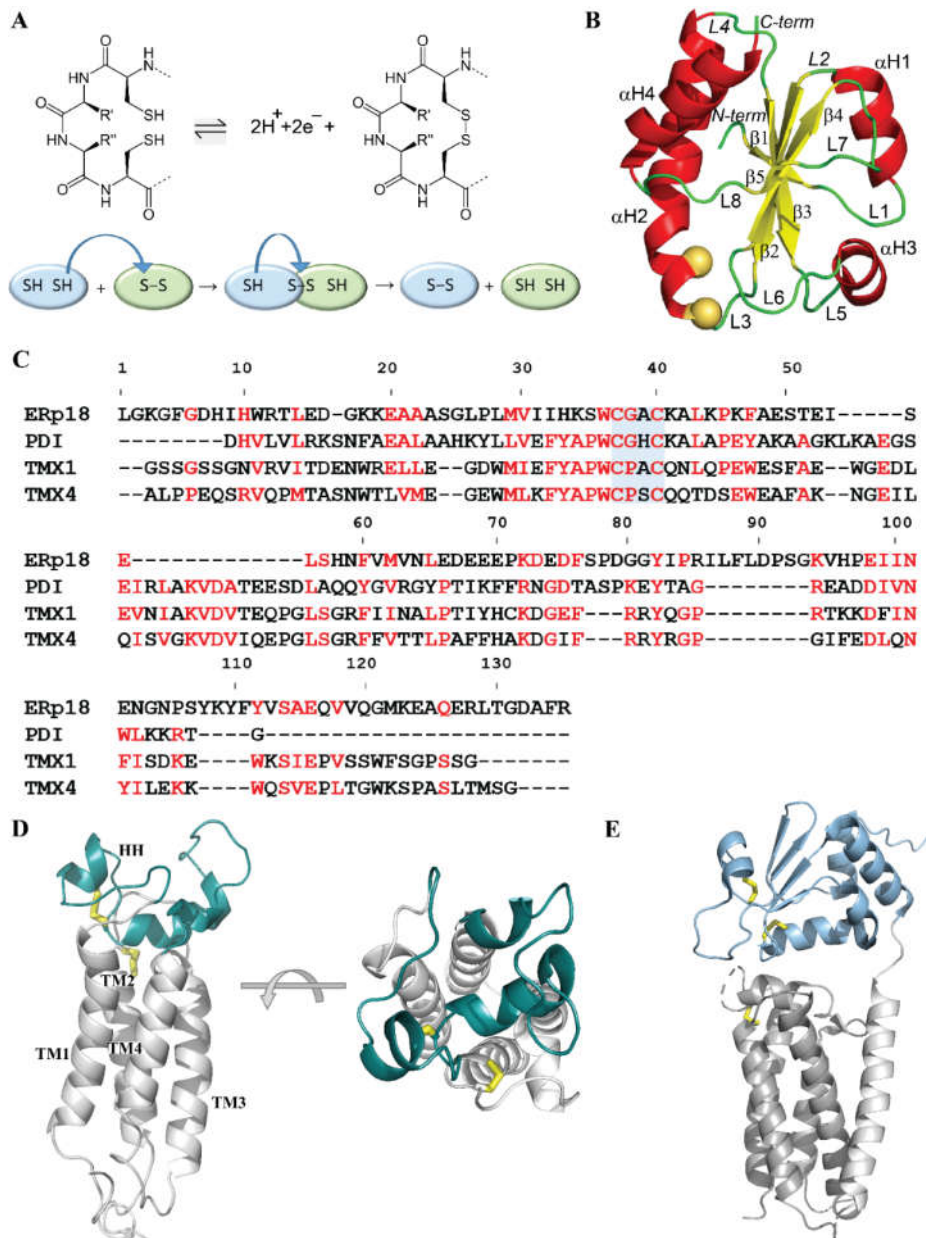 A
O
H
N
HN
R'
SH
O
R''
SH
HN
O
N
H
O
2H⁺+2e⁻ +
O
H
N
HN
R'
S
S
O
R''
HN
O
N
H
O
SH SH + S–S → SH S–S SH → S–S + SH SH
B
L4
C-term
L2
αH1
αH4
N-term
β4
β1
L7
β5
L8
L1
αH2
β3
αH3
β2
L3
L6
L5
C
1 10 20 30 40 50
ERp18 LGKGFGDHIHWRTLED-GKKEAAASGLPLMVIIHKSWCGACKALKPKFAESTEI-----S
PDI --------DHVLVLRKSNFAEALAAHKYLLVEFYAPWCGHCKALAPEYAKAAGKLKAEGS
TMX1 -GSSGSSGNVRVITDENWRELLE--GDWMIEFYAPWCPACQNLQPEWESFAE--WGEDL
TMX4 --ALPPEQSRVQPMTASNWTLVME-GEWMLKFYAPWCPSCQQTDSEWEAFAK--NGEIL
60 70 80 90 100
ERp18 E-------------LSHNFVMVNLEDEEEPKDEDFSPDGGYIPRILFLDPSGKVHPEIIN
PDI EIRLAKVDATEESDLAQQYGVRGYPTIKFFRNGDTASPKEYTAG------READDIVN
TMX1 EVNIAKVDVTEQPGLSGRFIINALPTIYHCKDGEF---RRYQGP------RTKKDFIN
TMX4 QISVGKVDVIQEPGLSGRFFVTTLPAFFHAKDGIF---RRYRGP------GIFEDLQN
110 120 130
ERp18 ENGNPSYKYFYVSAEQVVQGMKEAQERLTGDAFR
PDI WLKKRT----G-----------------------
TMX1 FISDKE----WKSIEPVSSWFSGPSSG-------
TMX4 YILEKK----WQSVEPLTGWKSPASLTMSG----
D
HH
TM2
TM1
TM4
TM3
E